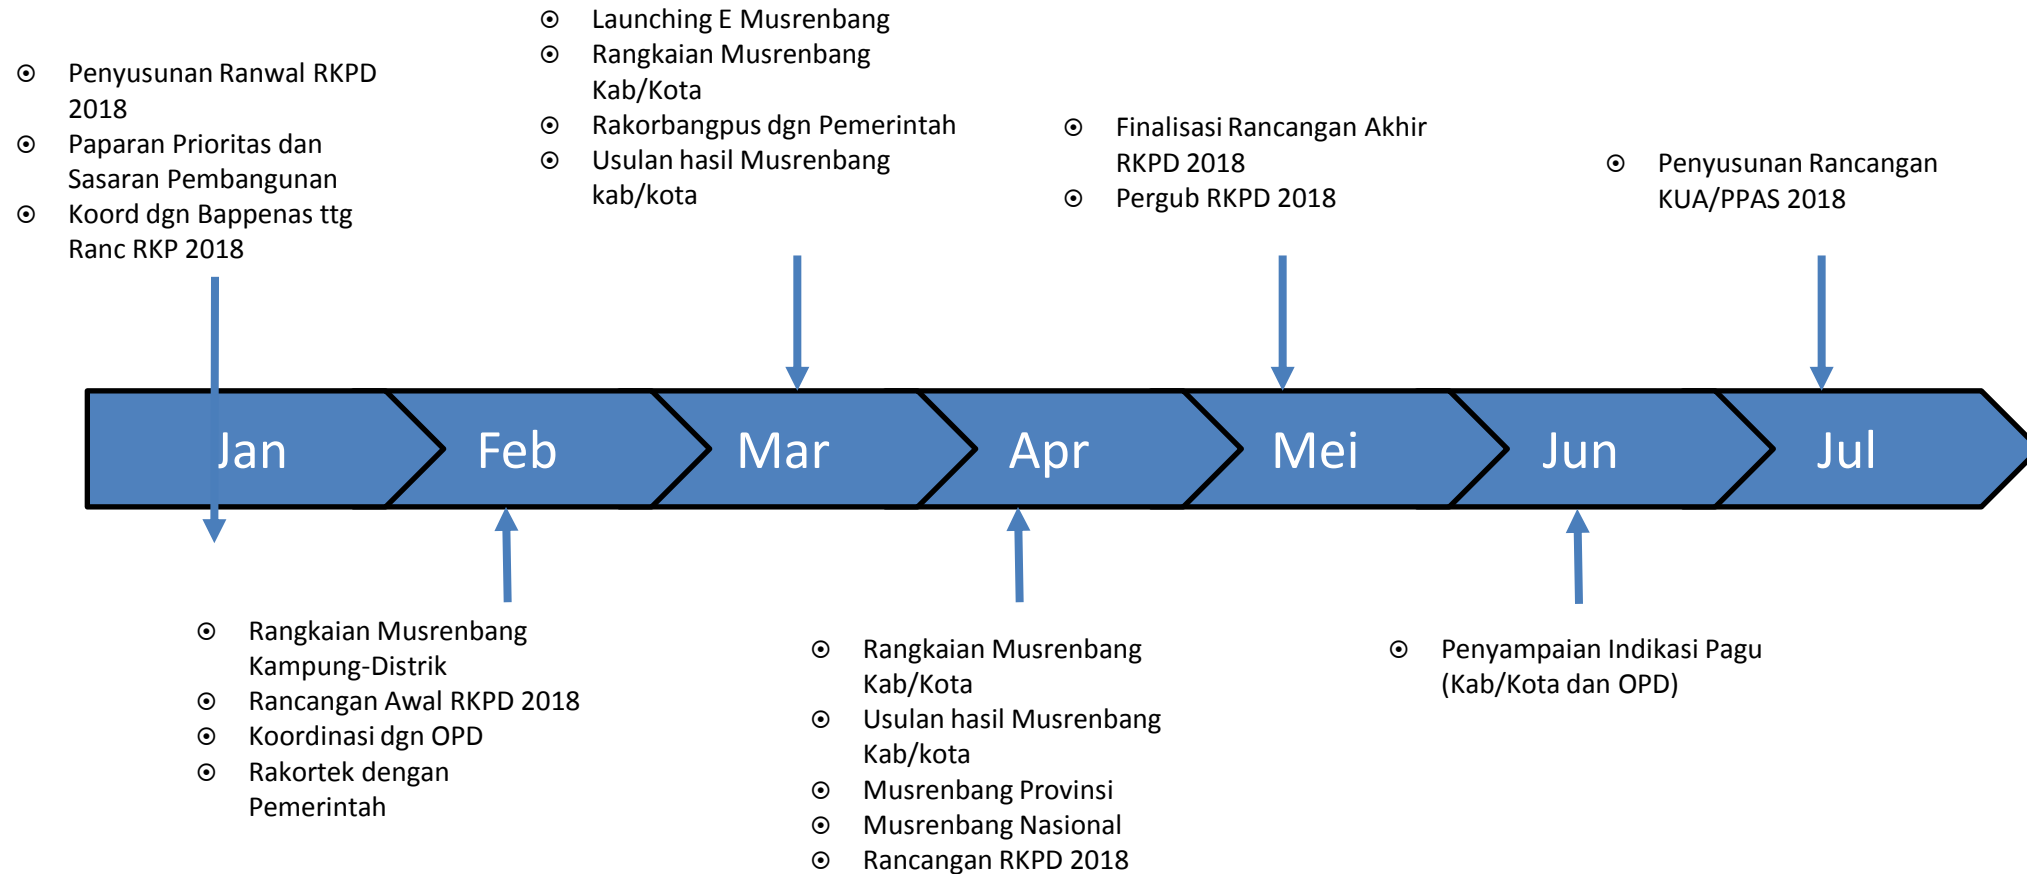 Penyusunan Ranwal RKPD
2018
Paparan Prioritas dan
Sasaran Pembangunan
Koord dgn Bappenas ttg
Ranc RKP 2018
Launching E Musrenbang
Rangkaian Musrenbang
Kab/Kota
Rakorbangpus dgn Pemerintah
Usulan hasil Musrenbang
kab/kota
Finalisasi Rancangan Akhir
RKPD 2018
Pergub RKPD 2018
Penyusunan Rancangan
KUA/PPAS 2018
Jan
Feb
Mar
Apr
Mei
Jun
Jul
Rangkaian Musrenbang
Kampung-Distrik
Rancangan Awal RKPD 2018
Koordinasi dgn OPD
Rakortek dengan
Pemerintah
Rangkaian Musrenbang
Kab/Kota
Usulan hasil Musrenbang
Kab/kota
Musrenbang Provinsi
Musrenbang Nasional
Rancangan RKPD 2018
Penyampaian Indikasi Pagu
(Kab/Kota dan OPD)